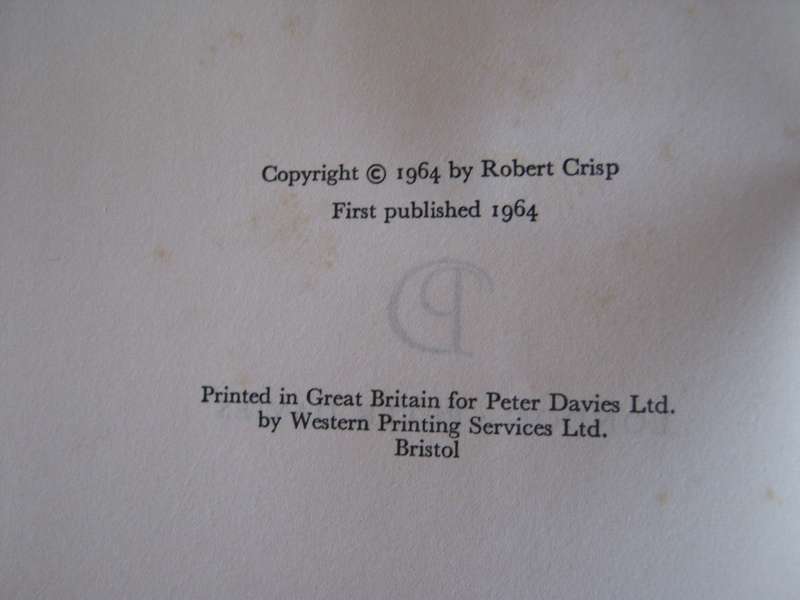 Copyright © 1964 by Robert Crisp
First published 1964
Printed in Great Britain for Peter Davies Ltd.
by Western Printing Services Ltd.
Bristol